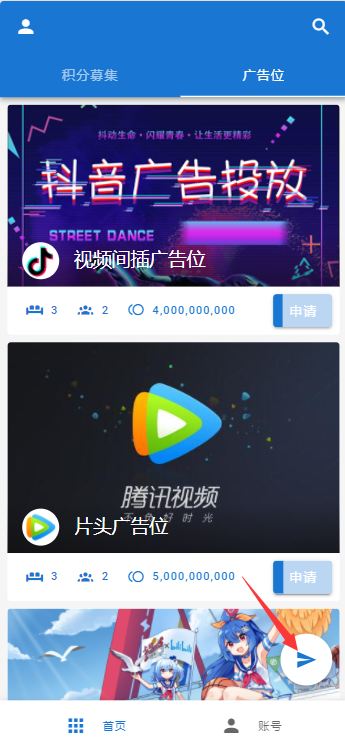 积分募集
广告位
抖动生命·闪耀青春·让生活更精彩
抖音广告投放
STREET DANCE
视频间插广告位
3
2
4,000,000,000
申请
腾讯视频
不负好时光
片头广告位
3
2
5,000,000,000
申请
bilibili
首页
账号